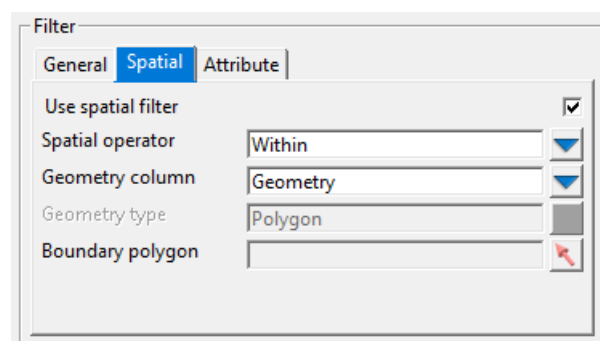 Filter
General Spatial Attribute
Use spatial filter
Spatial operator Within
Geometry column Geometry
Geometry type Polygon
Boundary polygon